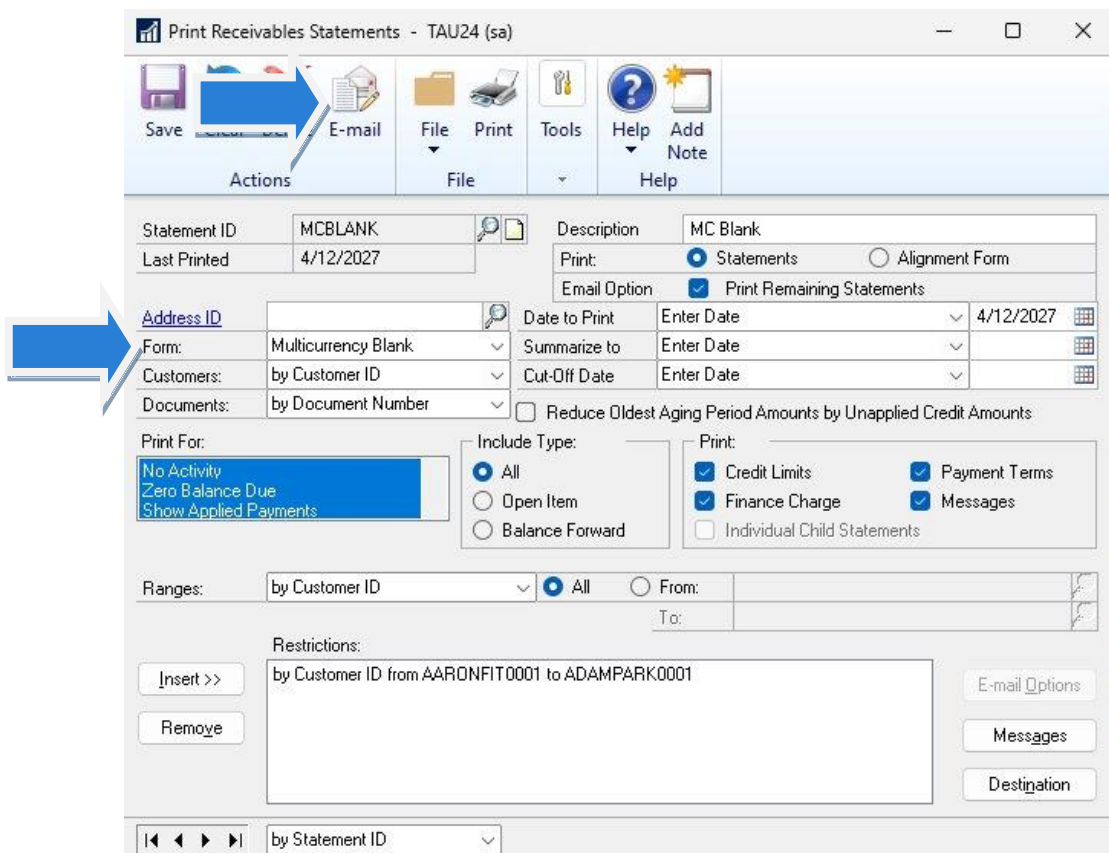 Print Receivables Statements - TAU24 (sa)
Save E-mail File Print Tools Help Add Note
Actions File Help
Statement ID MCBLANK Description MC Blank
Last Printed 4/12/2027 Print: Statements Alignment Form
Email Option Print Remaining Statements
Address ID Date to Print Enter Date 4/12/2027
Form: Multicurrency Blank Summarize to Enter Date
Customers: by Customer ID Cut-Off Date Enter Date
Documents: by Document Number Reduce Oldest Aging Period Amounts by Unapplied Credit Amounts
Print For: Include Type: Print:
No Activity All Credit Limits Payment Terms
Zero Balance Due Open Item Finance Charge Messages
Show Applied Payments Balance Forward Individual Child Statements
Ranges: by Customer ID All From:
To:
Restrictions:
Insert >> by Customer ID from AARONFIT0001 to ADAMPARK0001 E-mail Options
Remove Messages
Destination
by Statement ID